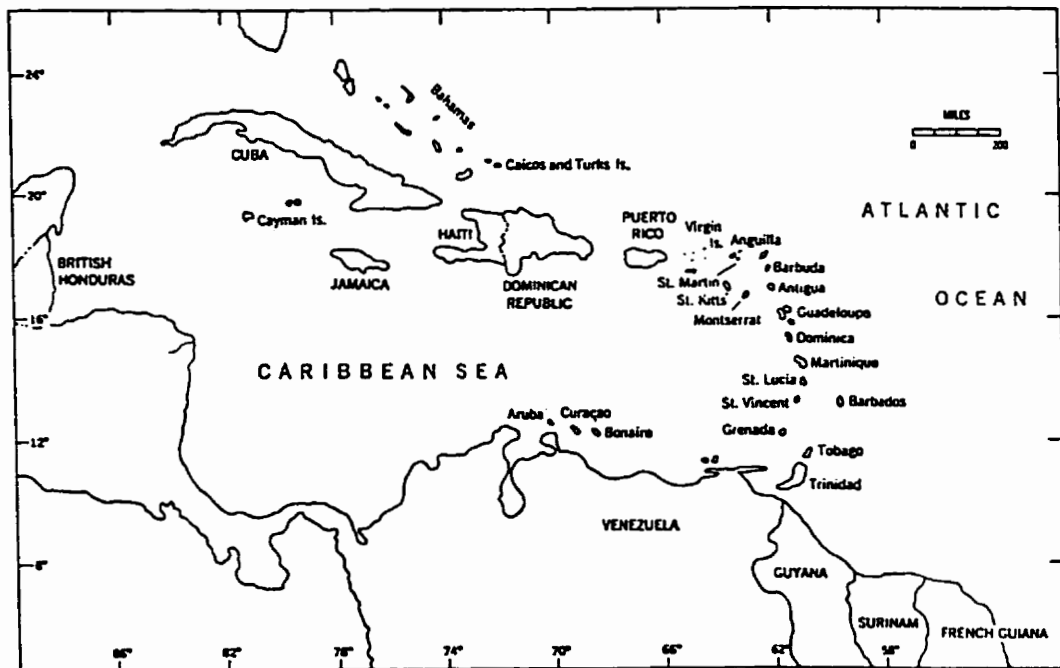 24°
Bahamas
MILES
0 200
CUBA
Caicos and Turks Is.
20°
Cayman Is.
ATLANTIC
PUERTO
RICO
Virgin
Is.
Anguilla
HAITI
BRITISH
HONDURAS
JAMAICA
DOMINICAN
REPUBLIC
St. Martin
Barbuda
St. Kitts
Antigua
OCEAN
Montserrat
16°
Guadeloupe
Dominica
CARIBBEAN SEA
Martinique
St. Lucia
St. Vincent
Barbados
Aruba
Curaçao
Bonaire
Grenada
12°
Tobago
Trinidad
VENEZUELA
8°
GUYANA
SURINAM
FRENCH GUIANA
86°
82°
78°
74°
70°
66°
62°
58°